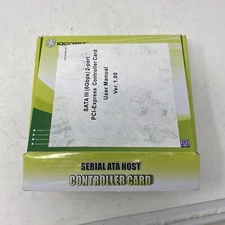 IOCREST
SATA III (6Gbps) 2-port
PCI-Express Controller Card
User Manual
Ver. 1.00
SERIAL ATA HOST
CONTROLLER CARD